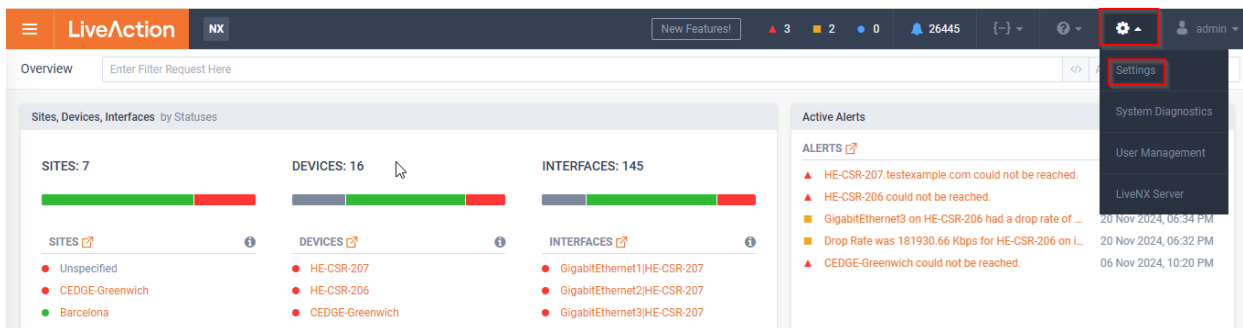 LiveAction NX New Features! 3 2 0 26445 {-} admin
Overview Enter Filter Request Here </>
Settings
System Diagnostics
User Management
LiveNX Server
Sites, Devices, Interfaces by Statuses
SITES: 7
SITES
Unspecified
CEDGE-Greenwich
Barcelona
DEVICES: 16
DEVICES
HE-CSR-207
HE-CSR-206
CEDGE-Greenwich
INTERFACES: 145
INTERFACES
GigabitEthernet1|HE-CSR-207
GigabitEthernet2|HE-CSR-207
GigabitEthernet3|HE-CSR-207
Active Alerts
ALERTS
HE-CSR-207.testexample.com could not be reached.
HE-CSR-206 could not be reached.
GigabitEthernet3 on HE-CSR-206 had a drop rate of ... 20 Nov 2024, 06:34 PM
Drop Rate was 181930.66 Kbps for HE-CSR-206 on i... 20 Nov 2024, 06:32 PM
CEDGE-Greenwich could not be reached. 06 Nov 2024, 10:20 PM